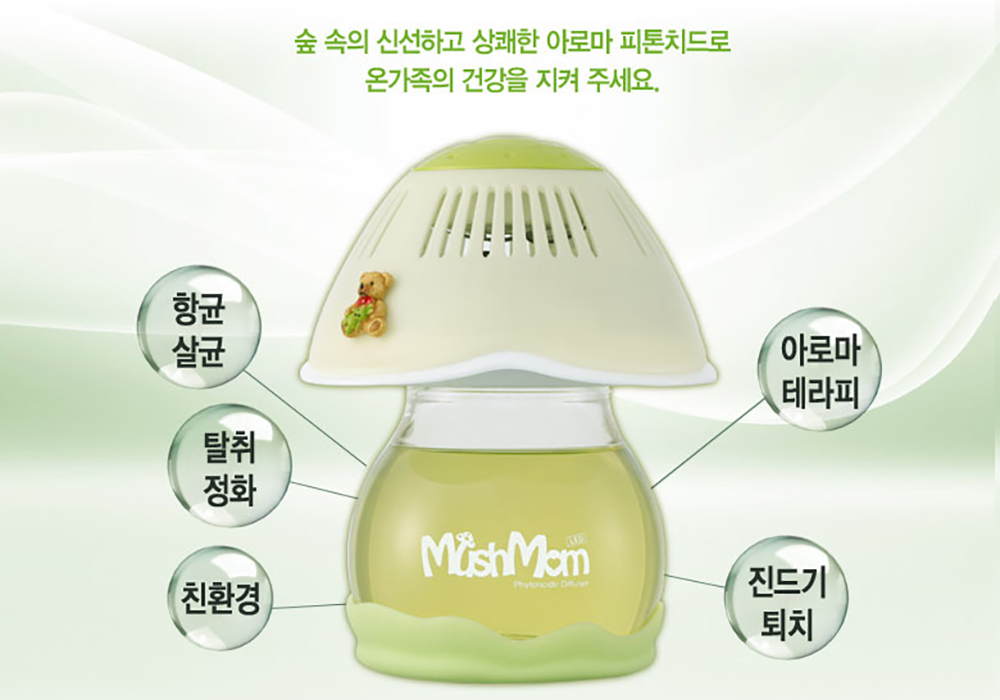 숲 속의 신선하고 상쾌한 아로마 피톤치드로
온가족의 건강을 지켜 주세요.
항균
살균
아로마
테라피
탈취
정화
친환경
진드기
퇴치
LED
MushMom
Phytoncide Diffuser